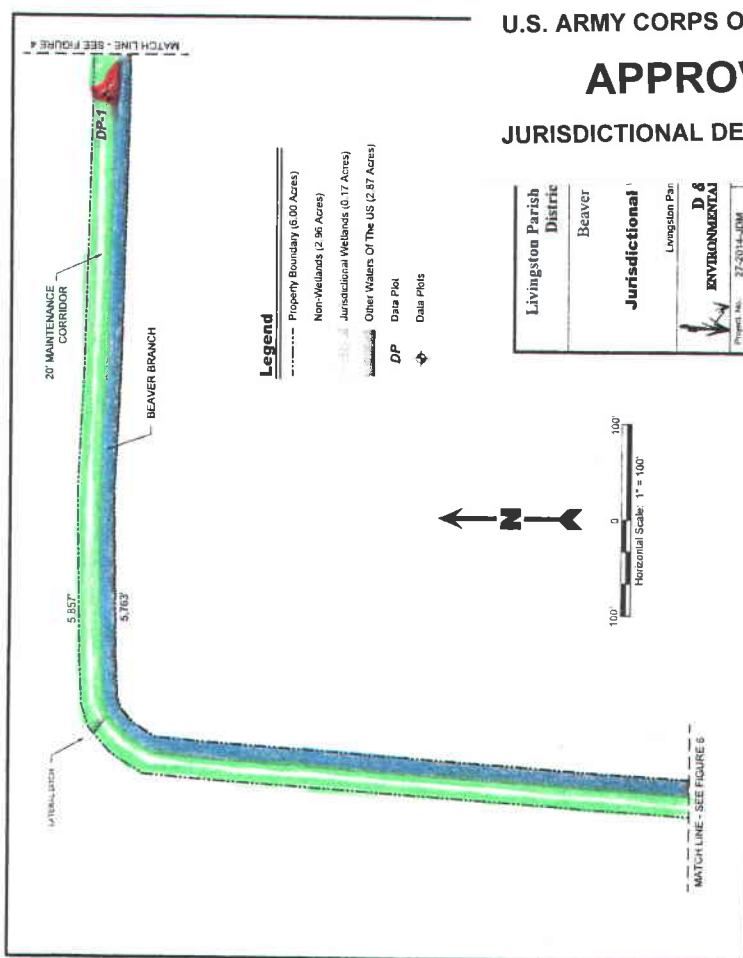 U.S. ARMY CORPS O
APPROV
JURISDICTIONAL DE
MATCH LINE - SEE FIGURE 4
DP-1
20' MAINTENANCE
CORRIDOR
BEAVER BRANCH
5,857'
5,763'
LATERAL DITCH
Legend
Property Boundary (6.00 Acres)
Non-Wetlands (2.96 Acres)
Jurisdictional Wetlands (0.17 Acres)
Other Waters Of The US (2.87 Acres)
DP Data Plot
Data Plots
N
100' 0 100'
Horizontal Scale: 1" = 100'
MATCH LINE - SEE FIGURE 6
Livingston Parish
Distric
Beaver
Jurisdictional
Livingston Par
D &
ENVIRONMENTAL
Project No. 27-2014-JDM